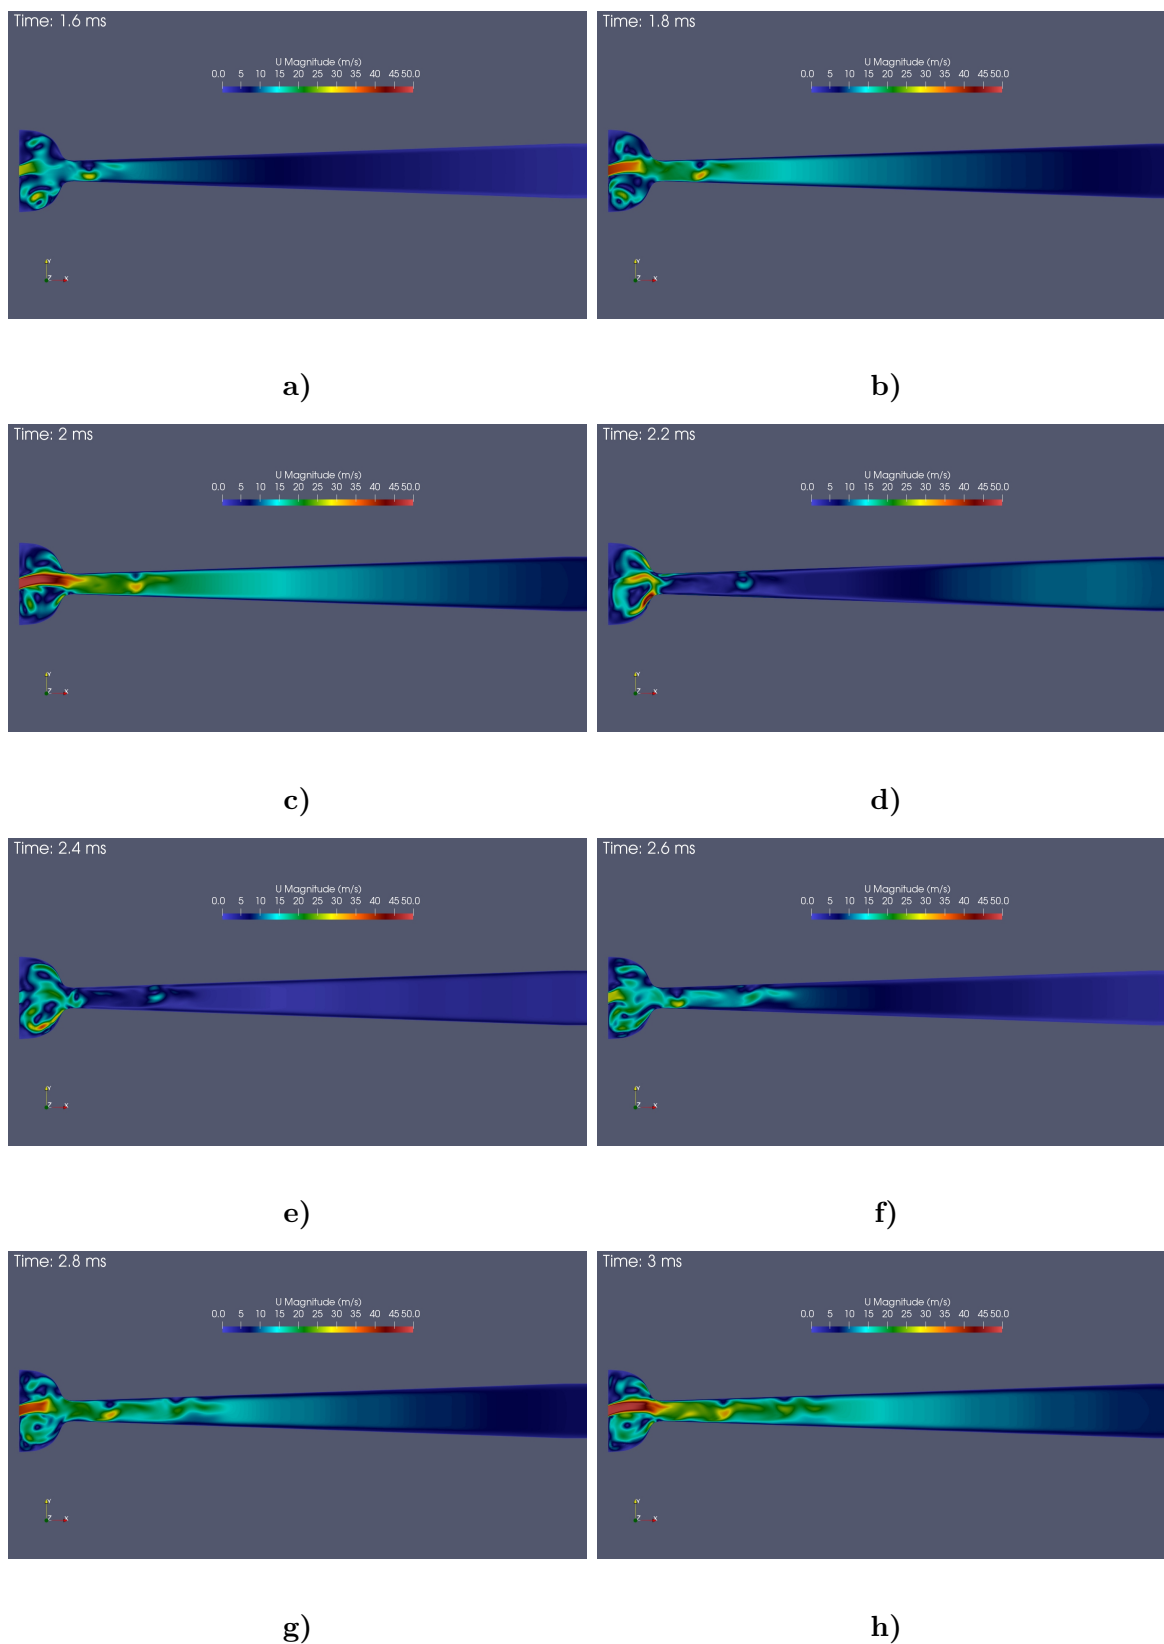 Time: 1.6 ms
U Magnitude (m/s)
0.0 5 10 15 20 25 30 35 40 45 50.0
Y
Z X
a)
Time: 1.8 ms
U Magnitude (m/s)
0.0 5 10 15 20 25 30 35 40 45 50.0
Y
Z X
b)
Time: 2 ms
U Magnitude (m/s)
0.0 5 10 15 20 25 30 35 40 45 50.0
Y
Z X
c)
Time: 2.2 ms
U Magnitude (m/s)
0.0 5 10 15 20 25 30 35 40 45 50.0
Y
Z X
d)
Time: 2.4 ms
U Magnitude (m/s)
0.0 5 10 15 20 25 30 35 40 45 50.0
Y
Z X
e)
Time: 2.6 ms
U Magnitude (m/s)
0.0 5 10 15 20 25 30 35 40 45 50.0
Y
Z X
f)
Time: 2.8 ms
U Magnitude (m/s)
0.0 5 10 15 20 25 30 35 40 45 50.0
Y
Z X
g)
Time: 3 ms
U Magnitude (m/s)
0.0 5 10 15 20 25 30 35 40 45 50.0
Y
Z X
h)